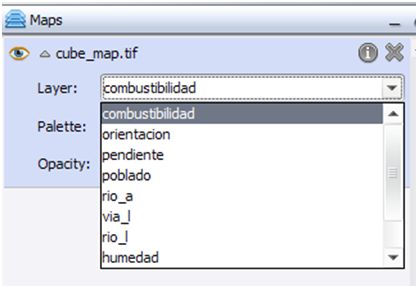 Maps
cube_map.tif
Layer: combustibilidad
combustibilidad
Palette:
orientacion
pendiente
Opacity:
poblado
rio_a
via_l
rio_l
humedad